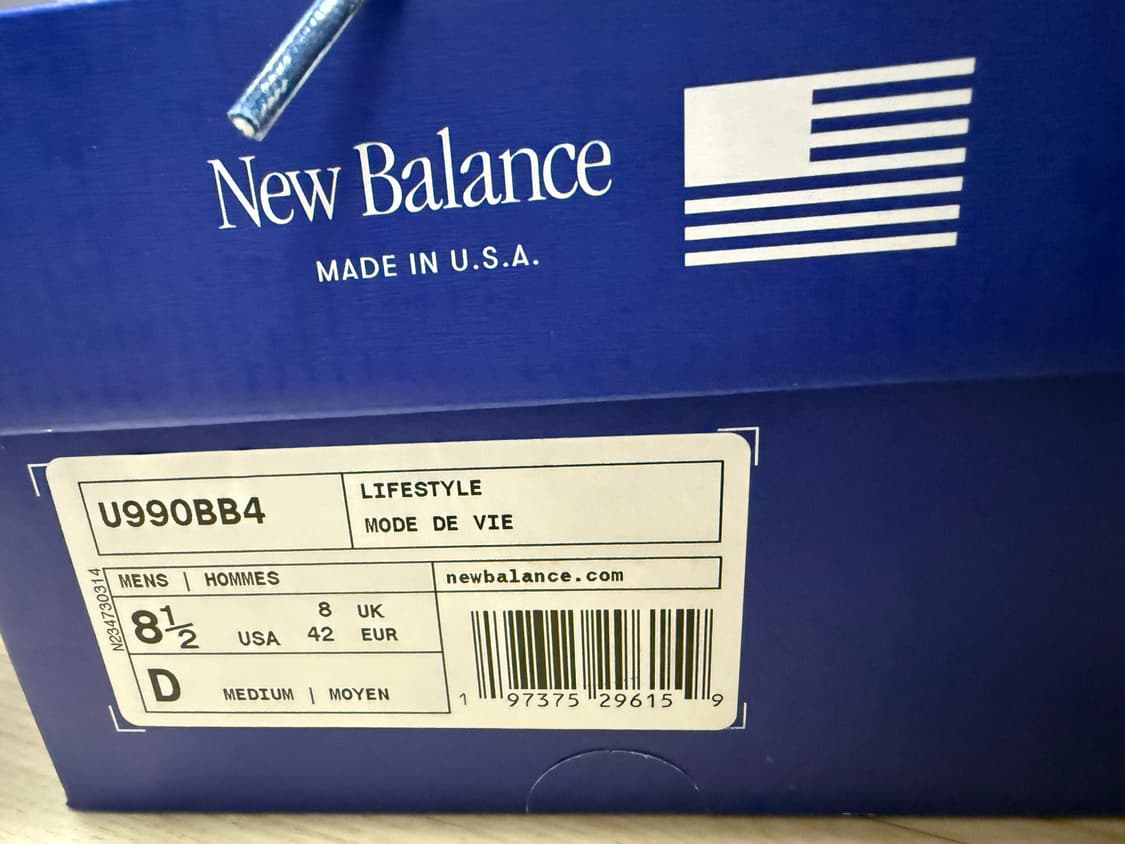 New Balance
MADE IN U.S.A.
U990BB4
LIFESTYLE
MODE DE VIE
MENS | HOMMES
newbalance.com
N234730314
8½ USA
8 UK
42 EUR
D MEDIUM | MOYEN
1 97375 29615 9